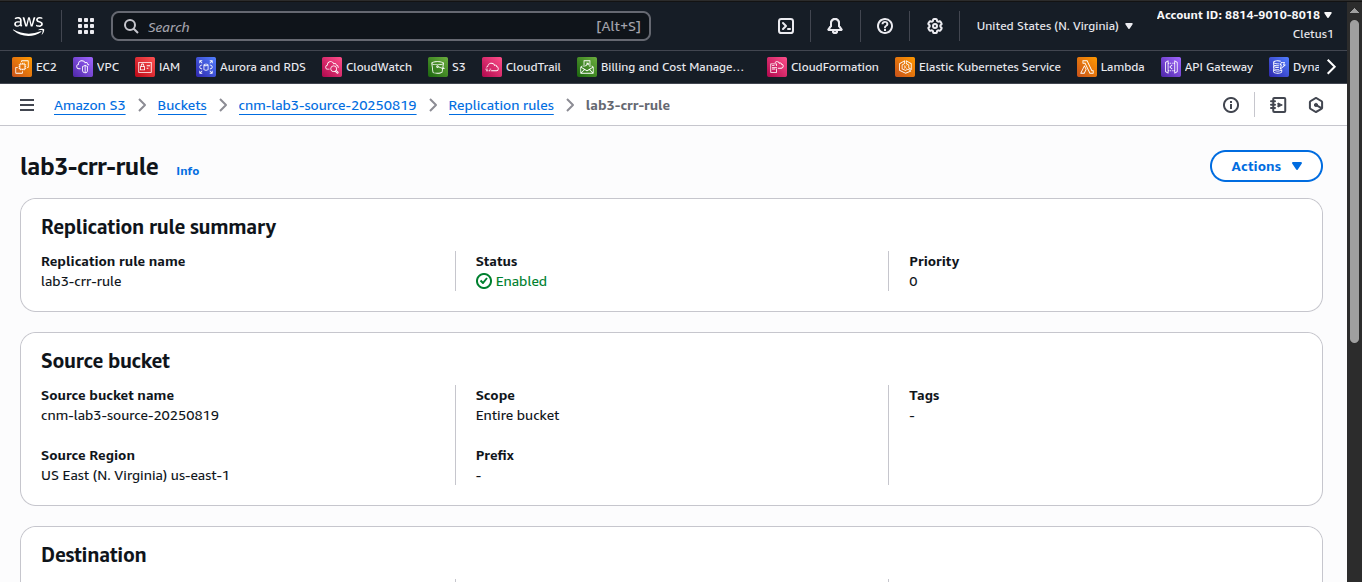 aws
Search [Alt+S]
United States (N. Virginia)
Account ID: 8814-9010-8018
Cletus1
EC2 VPC IAM Aurora and RDS CloudWatch S3 CloudTrail Billing and Cost Manage... CloudFormation Elastic Kubernetes Service Lambda API Gateway Dyna
Amazon S3 Buckets cnm-lab3-source-20250819 Replication rules lab3-crr-rule
lab3-crr-rule Info
Actions
Replication rule summary
Replication rule name
lab3-crr-rule
Status
Enabled
Priority
0
Source bucket
Source bucket name
cnm-lab3-source-20250819
Source Region
US East (N. Virginia) us-east-1
Scope
Entire bucket
Prefix
-
Tags
-
Destination